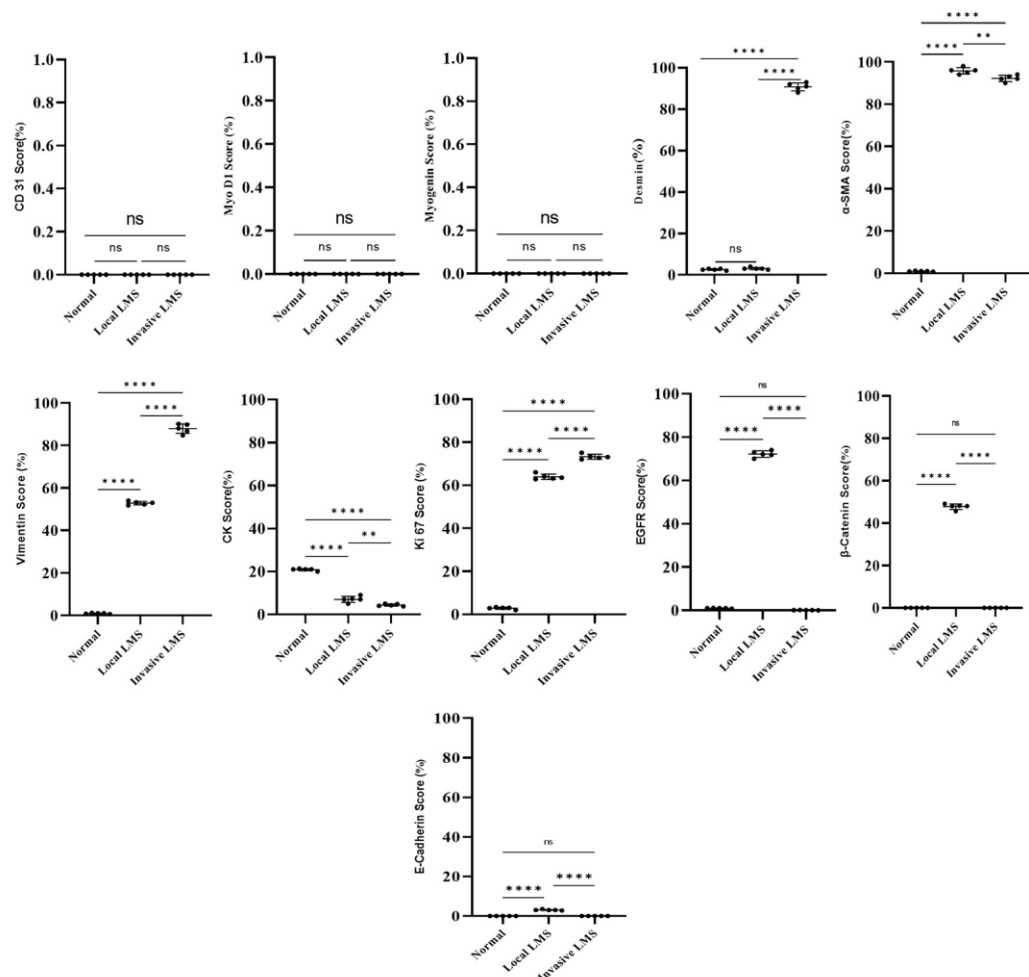 CD 31 Score(%)
1.0
0.8
0.6
0.4
0.2
0.0
ns
ns
ns
Normal
Local LMS
Invasive LMS
Myo D1 Score (%)
1.0
0.8
0.6
0.4
0.2
0.0
ns
ns
ns
Normal
Local LMS
Invasive LMS
Myogenin Score (%)
1.0
0.8
0.6
0.4
0.2
0.0
ns
ns
ns
Normal
Local LMS
Invasive LMS
Desmin(%)
100
80
60
40
20
0
****
****
ns
Normal
Local LMS
Invasive LMS
α-SMA Score(%)
100
80
60
40
20
0
****
**
****
Normal
Local LMS
Invasive LMS
Vimentin Score (%)
100
80
60
40
20
0
****
****
****
Normal
Local LMS
Invasive LMS
CK Score(%)
100
80
60
40
20
0
****
**
****
Normal
Local LMS
Invasive LMS
Ki 67 Score (%)
100
80
60
40
20
0
****
****
****
Normal
Local LMS
Invasive LMS
EGFR Score(%)
100
80
60
40
20
0
ns
****
****
Normal
Local LMS
Invasive LMS
β-Catenin Score(%)
100
80
60
40
20
0
ns
****
****
Normal
Local LMS
Invasive LMS
E-Cadherin Score (%)
100
80
60
40
20
0
ns
****
****
Normal
Local LMS
Invasive LMS